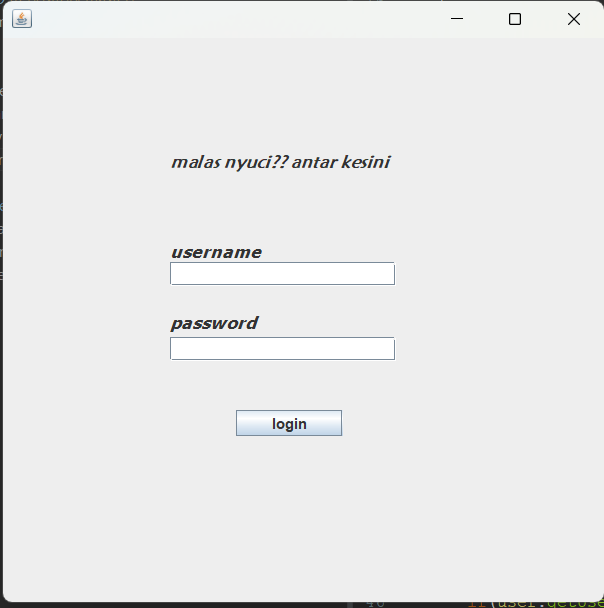 malas nyuci?? antar kesini
username
password
login